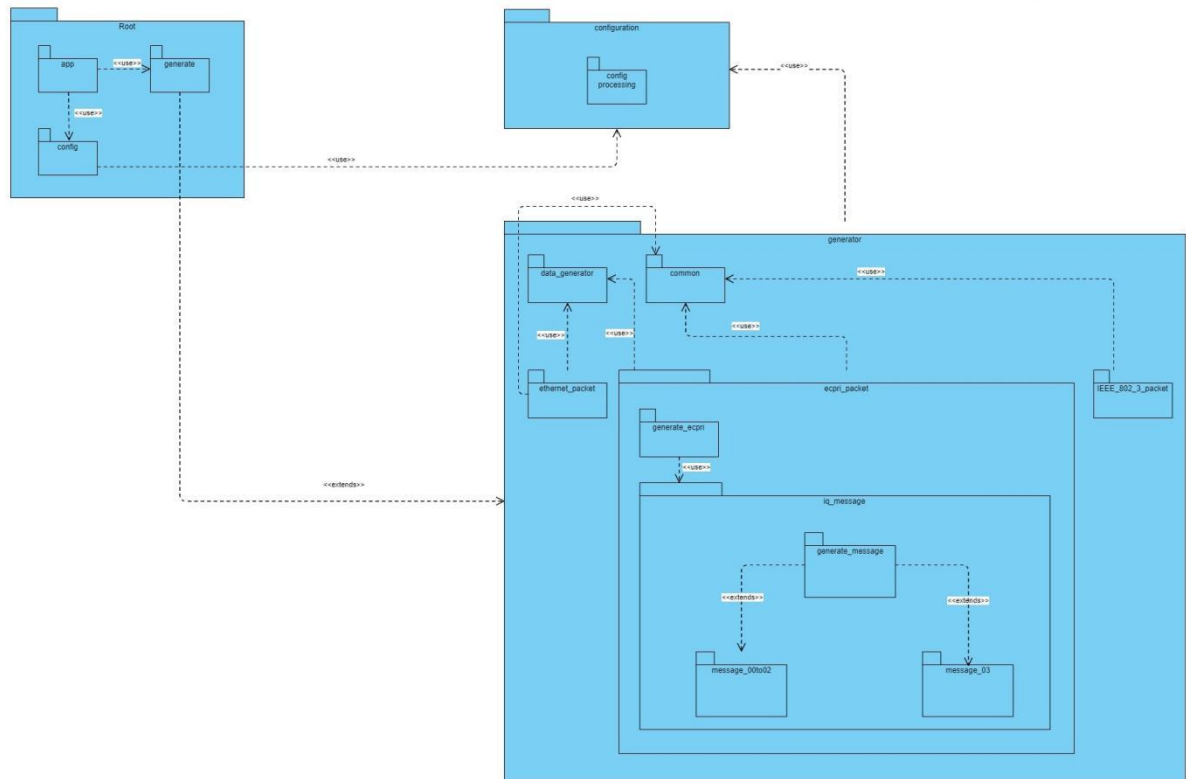 Root
configuration
app
<<use>>
generate
config
processing
<<use>>
<<use>>
config
<<use>>
<<use>>
generator
data_generator
common
<<use>>
<<use>>
<<use>>
<<use>>
ethernet_packet
ecpri_packet
IEEE_802_3_packet
generate_ecpri
<<use>>
<<extends>>
iq_message
generate_message
<<extends>>
<<extends>>
message_00to02
message_03